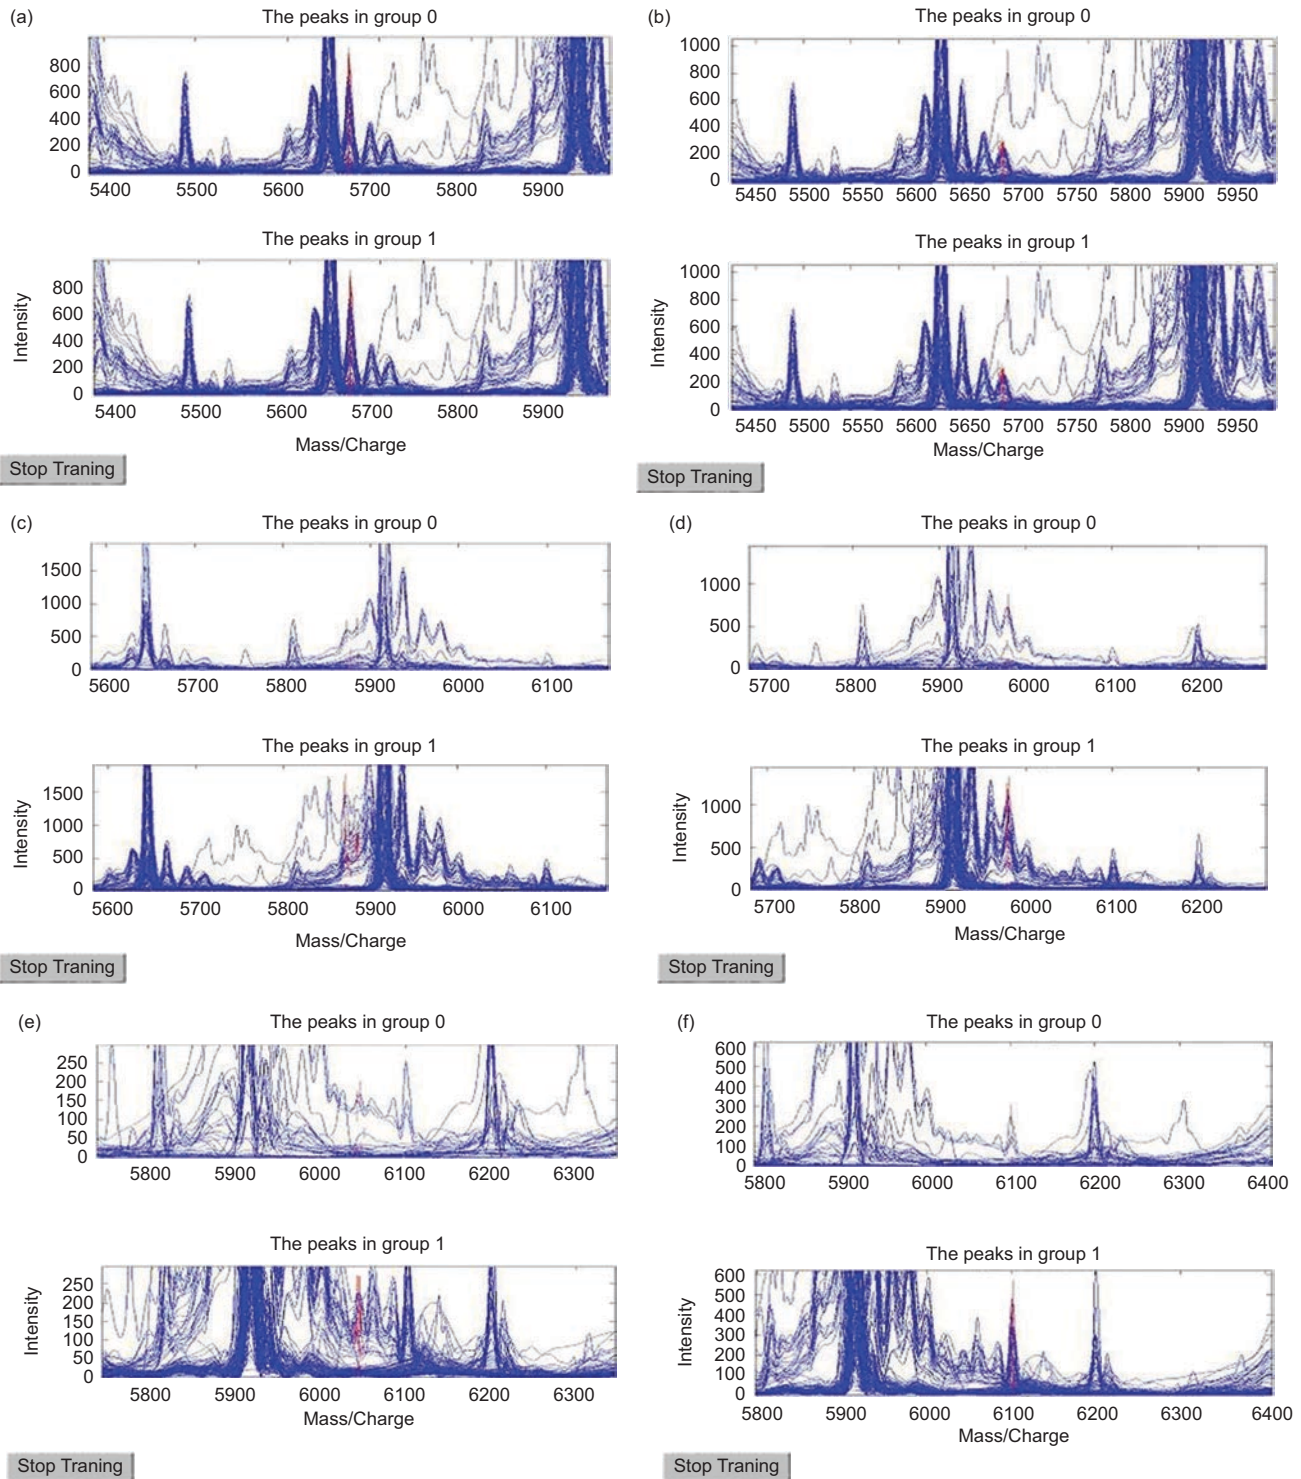 (a)
The peaks in group 0
800
600
400
200
0
5400 5500 5600 5700 5800 5900
The peaks in group 1
Intensity
800
600
400
200
0
5400 5500 5600 5700 5800 5900
Mass/Charge
Stop Traning
(b)
The peaks in group 0
1000
800
600
400
200
0
5450 5500 5550 5600 5650 5700 5750 5800 5900 5950
The peaks in group 1
Intensity
1000
800
600
400
200
0
5450 5500 5550 5600 5650 5700 5750 5800 5900 5950
Mass/Charge
Stop Traning
(c)
The peaks in group 0
1500
1000
500
0
5600 5700 5800 5900 6000 6100
The peaks in group 1
Intensity
1500
1000
500
0
5600 5700 5800 5900 6000 6100
Mass/Charge
Stop Traning
(d)
The peaks in group 0
1000
500
0
5700 5800 5900 6000 6100 6200
The peaks in group 1
Intensity
1000
500
0
5700 5800 5900 6000 6100 6200
Mass/Charge
Stop Traning
(e)
The peaks in group 0
250
200
150
100
50
0
5800 5900 6000 6100 6200 6300
The peaks in group 1
Intensity
250
200
150
100
50
0
5800 5900 6000 6100 6200 6300
Mass/Charge
Stop Traning
(f)
The peaks in group 0
600
500
400
300
200
100
0
5800 5900 6000 6100 6200 6300 6400
The peaks in group 1
Intensity
600
500
400
300
200
100
0
5800 5900 6000 6100 6200 6300 6400
Mass/Charge
Stop Traning